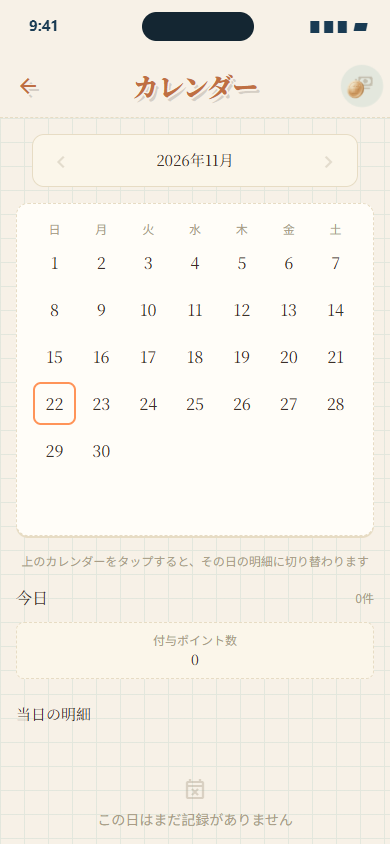 9:41
カレンダー
2026年11月
日 月 火 水 木 金 土
1 2 3 4 5 6 7
8 9 10 11 12 13 14
15 16 17 18 19 20 21
22 23 24 25 26 27 28
29 30
上のカレンダーをタップすると、その日の明細に切り替わります
今日 0件
付与ポイント数
0
当日の明細
この日はまだ記録がありません